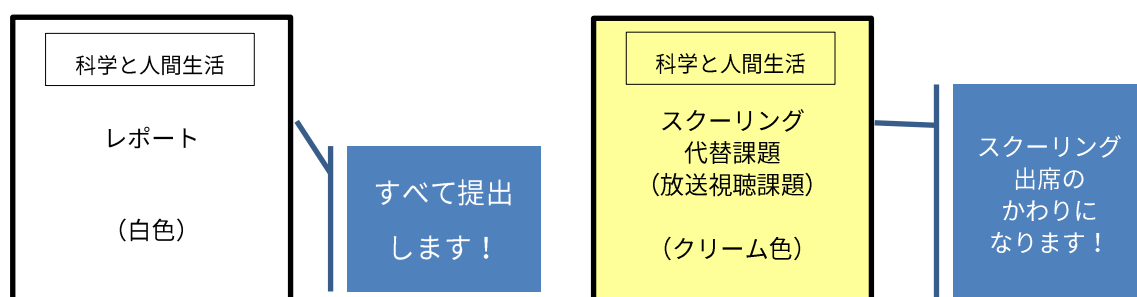 科学と人間生活
レポート
（白色）
すべて提出
します！
科学と人間生活
スクーリング
代替課題
（放送視聴課題）
（クリーム色）
スクーリング
出席の
かわりに
なります！